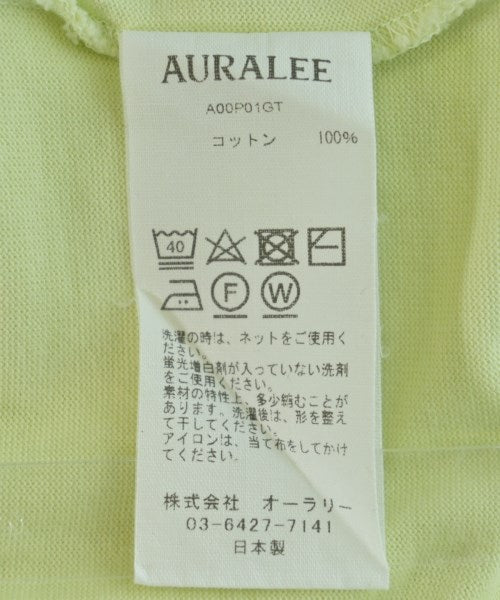 AURALEE
A00P01GT
コットン 100%
40
F W
洗濯の時は、ネットをご使用く
ださい。
蛍光増白剤が入っていない洗剤
をご使用ください。
素材の特性上、多少縮むことが
あります。洗濯後は、形を整え
て干してください。
アイロンは、当て布をしてかけ
てください。
株式会社 オーラリー
03-6427-7141
日本製